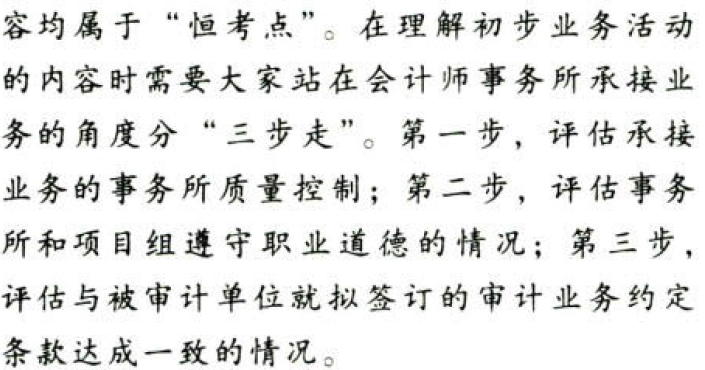 容均属于“恒考点”。在理解初步业务活动
的内容时需要大家站在会计师事务所承接业
务的角度分“三步走”。第一步，评估承接
业务的事务所质量控制；第二步，评估事务
所和项目组遵守职业道德的情况；第三步，
评估与被审计单位就拟签订的审计业务约定
条款达成一致的情况。